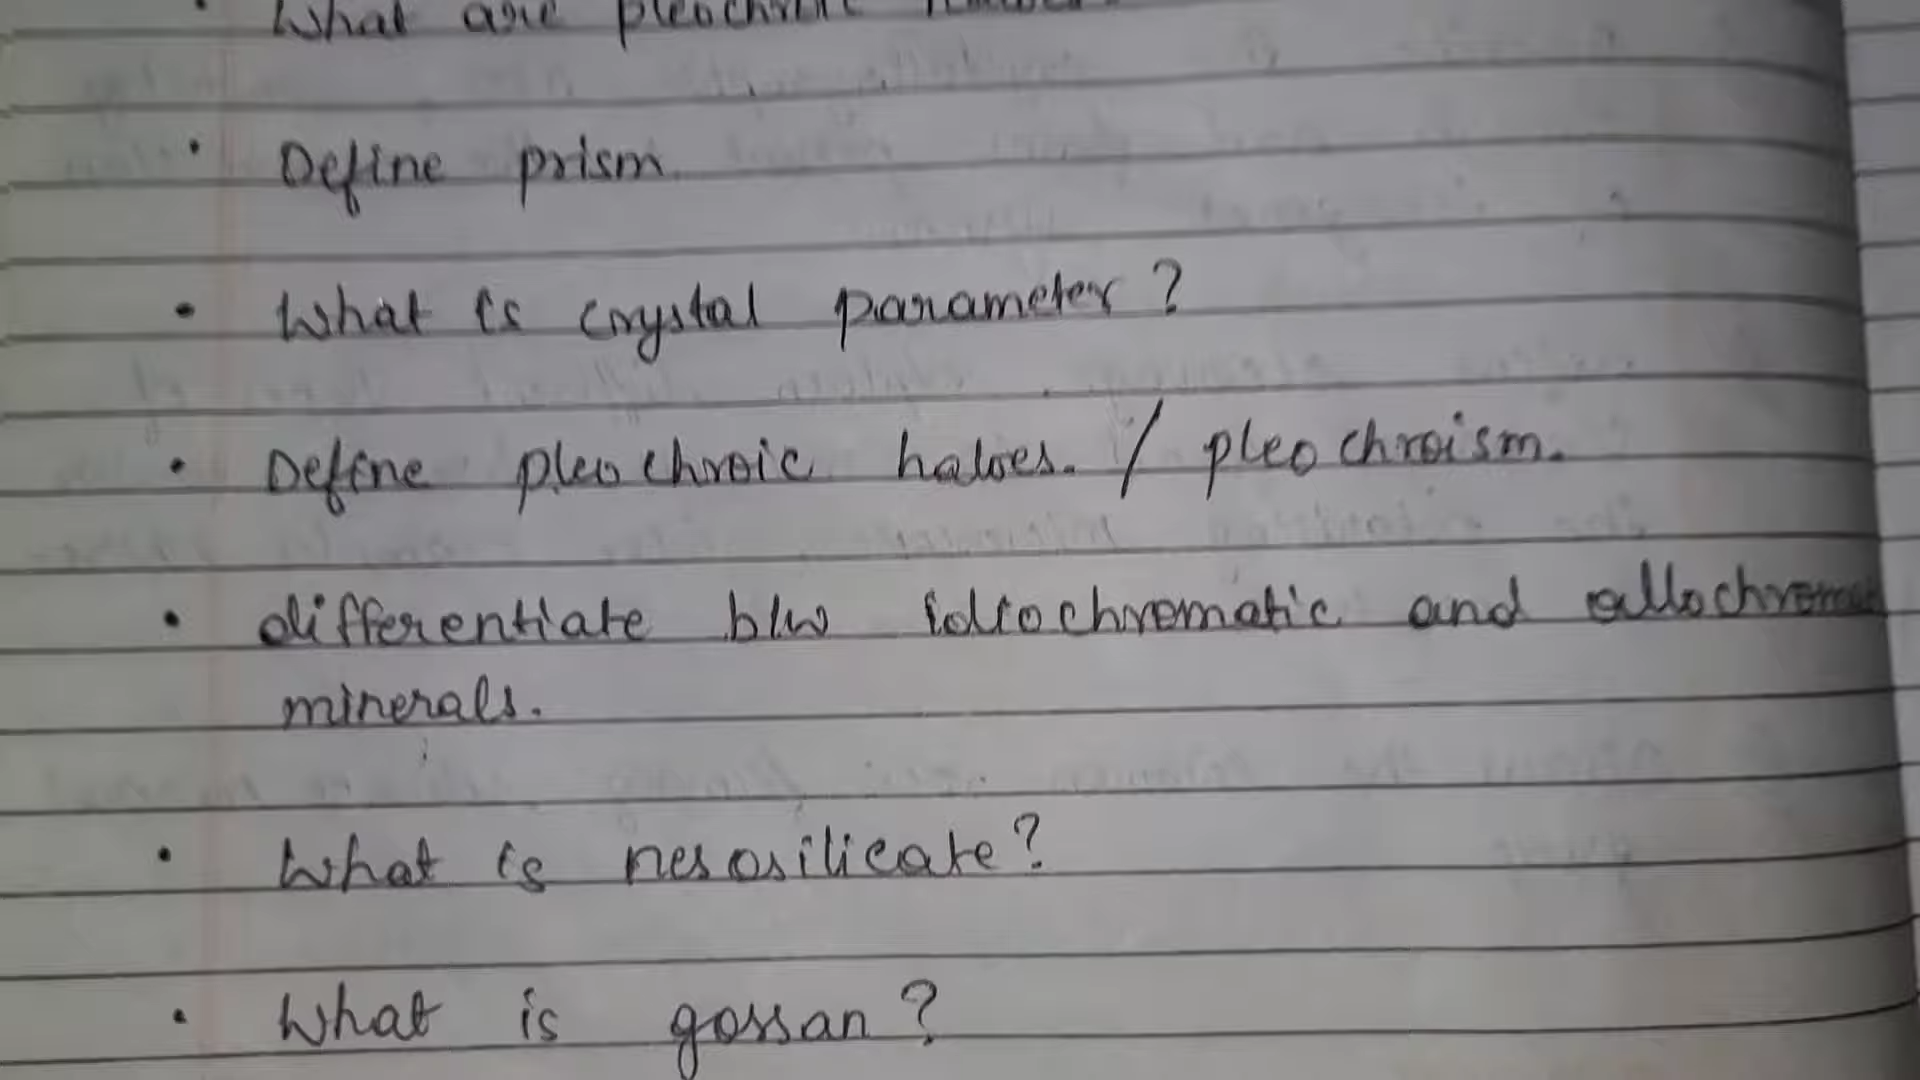 • What are pleochroic
• Define prism.
• What is crystal parameter ?
• Define pleochroic haloes. / pleochroism.
• differentiate b/w idiochromatic and
minerals.
• What is nesosilicate?
• What is gossan ?